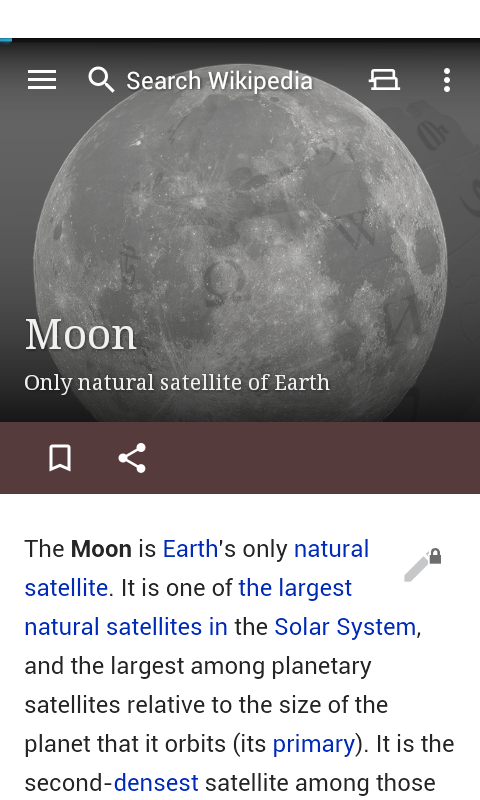 Search Wikipedia
Moon
Only natural satellite of Earth
The Moon is Earth's only natural
satellite. It is one of the largest
natural satellites in the Solar System,
and the largest among planetary
satellites relative to the size of the
planet that it orbits (its primary). It is the
second-densest satellite among those